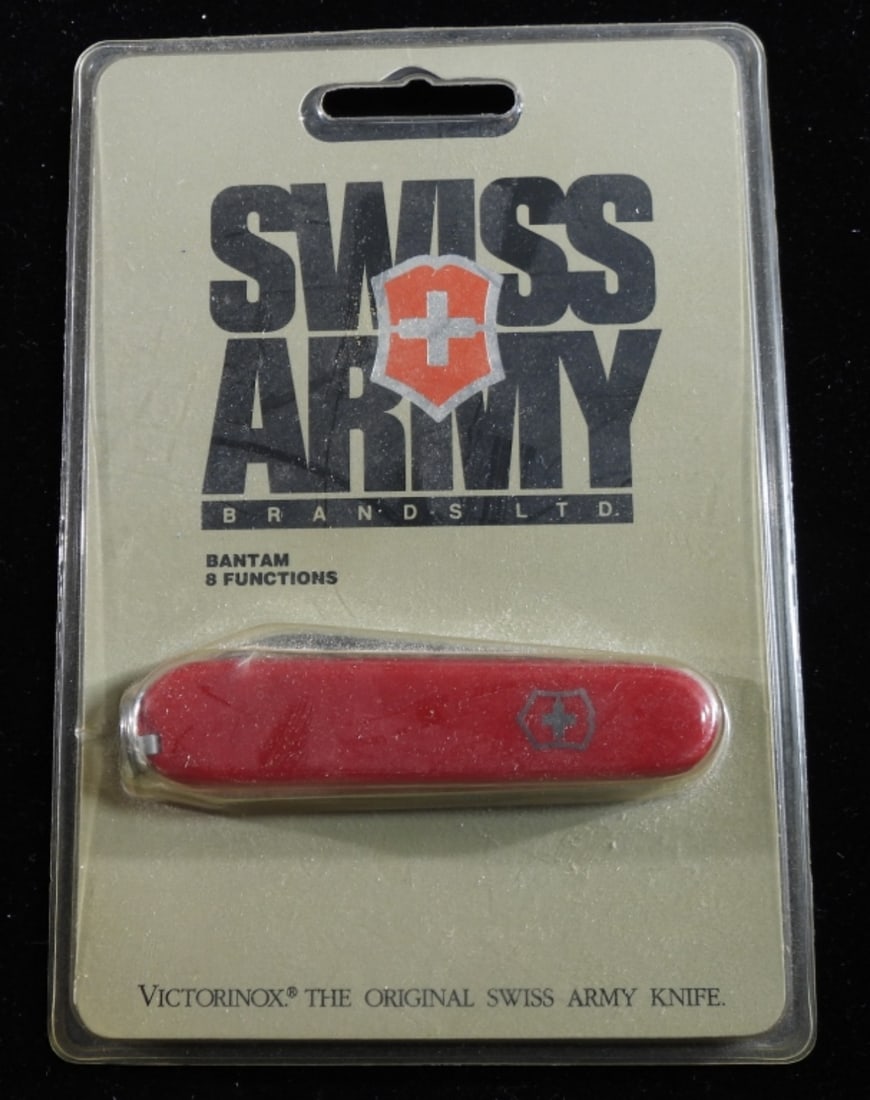 SWISS
ARMY
BRANDS LTD.
BANTAM
8 FUNCTIONS
VICTORINOX.® THE ORIGINAL SWISS ARMY KNIFE.